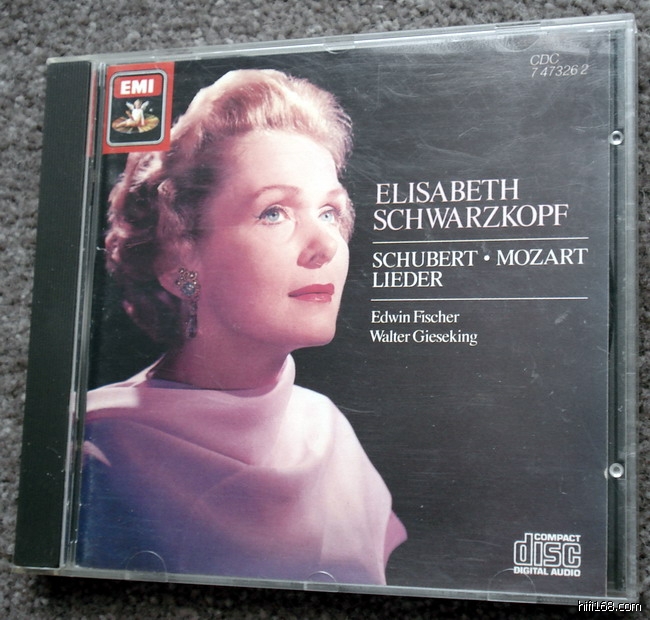 EMI
CDC
7 47326 2
ELISABETH
SCHWARZKOPF
SCHUBERT • MOZART
LIEDER
Edwin Fischer
Walter Gieseking
COMPACT
disc
DIGITAL AUDIO
hifi168.com